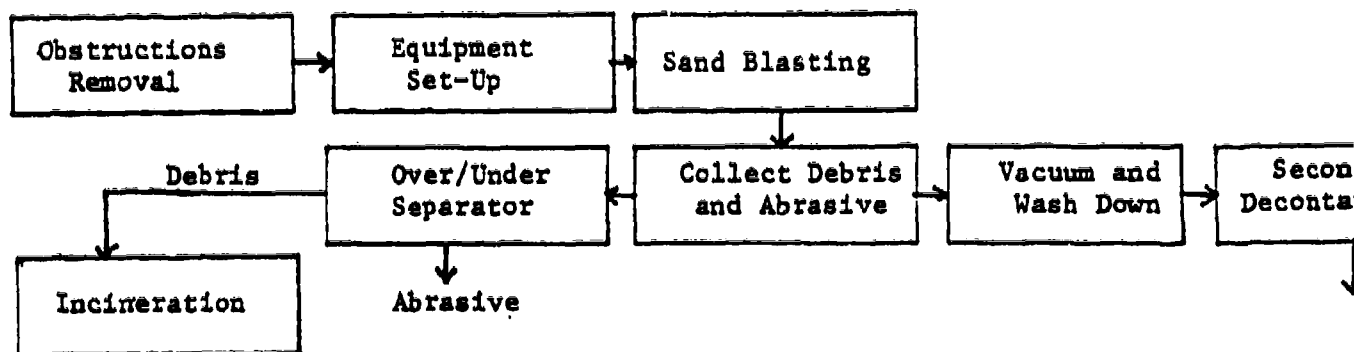 Obstructions
Removal
Equipment
Set-Up
Sand Blasting
Debris
Over/Under
Separator
Collect Debris
and Abrasive
Vacuum and
Wash Down
Incineration
Abrasive